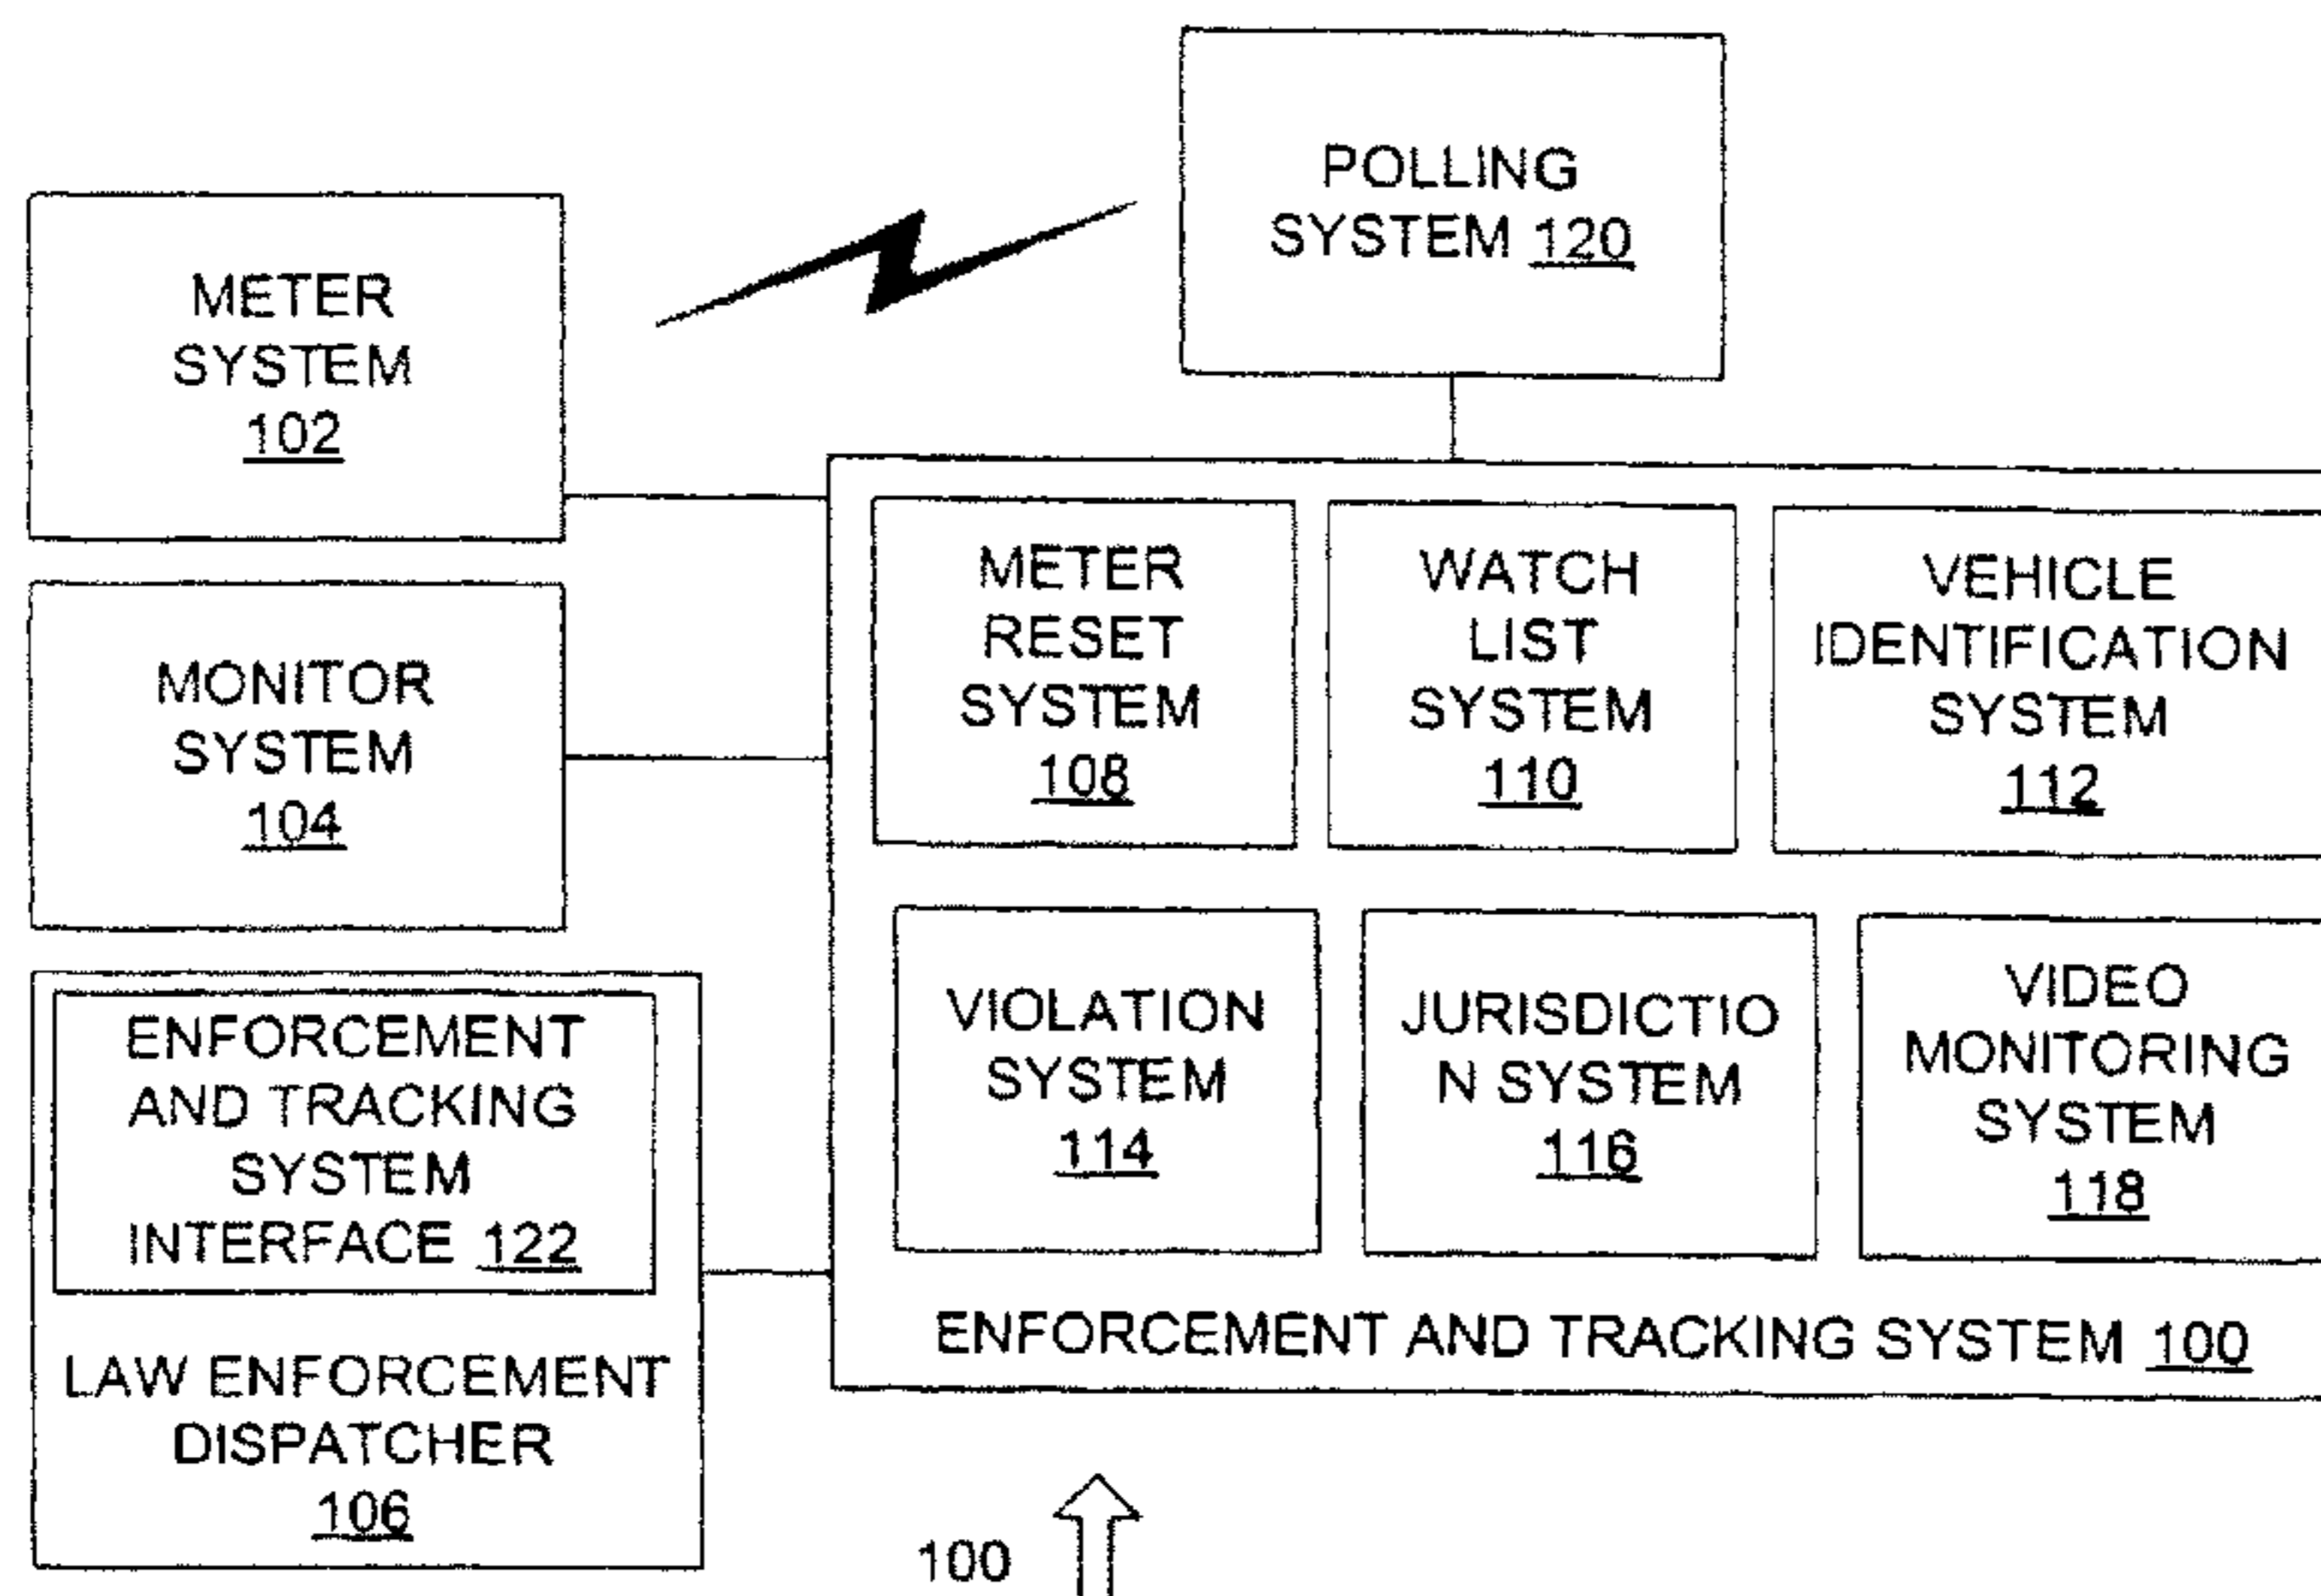 POLLING
SYSTEM 120
METER
SYSTEM
102
MONITOR
SYSTEM
104
ENFORCEMENT
AND TRACKING
SYSTEM
INTERFACE 122
LAW ENFORCEMENT
DISPATCHER
106
METER
RESET
SYSTEM
108
WATCH
LIST
SYSTEM
110
VEHICLE
IDENTIFICATION
SYSTEM
112
VIOLATION
SYSTEM
114
JURISDICTIO
N SYSTEM
116
VIDEO
MONITORING
SYSTEM
118
ENFORCEMENT AND TRACKING SYSTEM 100
100